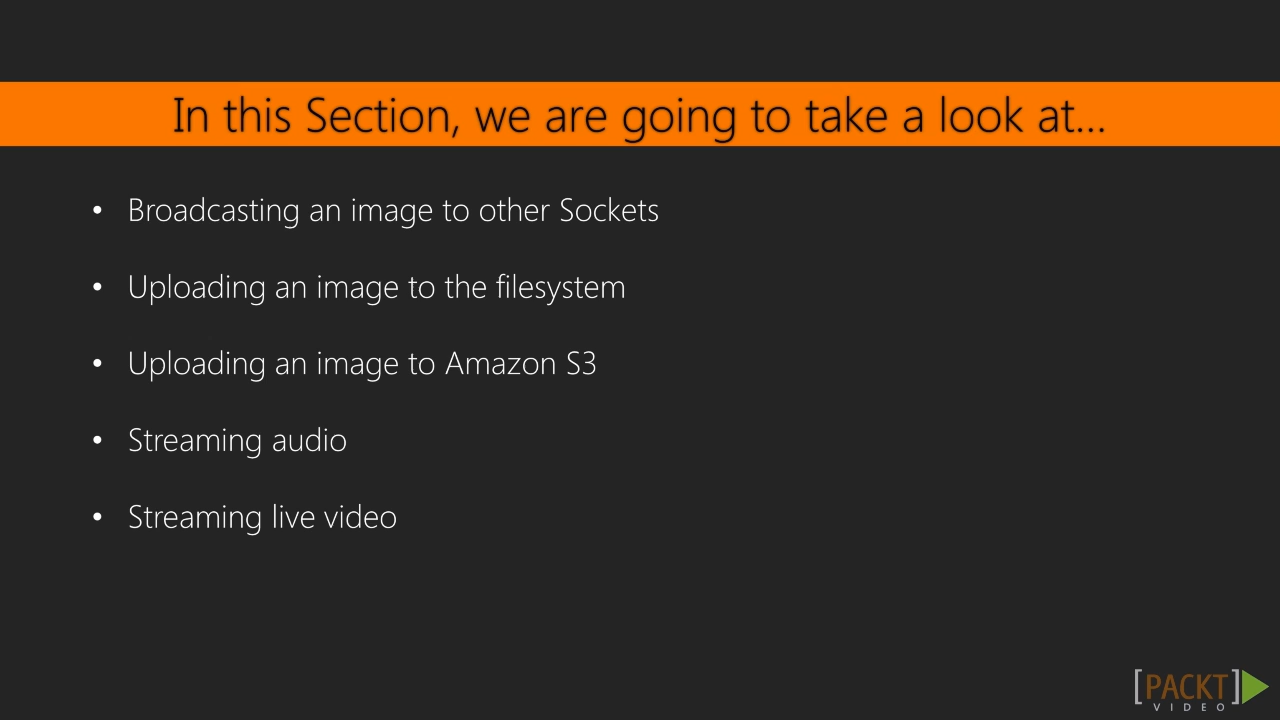 In this Section, we are going to take a look at...
• Broadcasting an image to other Sockets
• Uploading an image to the filesystem
• Uploading an image to Amazon S3
• Streaming audio
• Streaming live video
[PACKT]
VIDEO